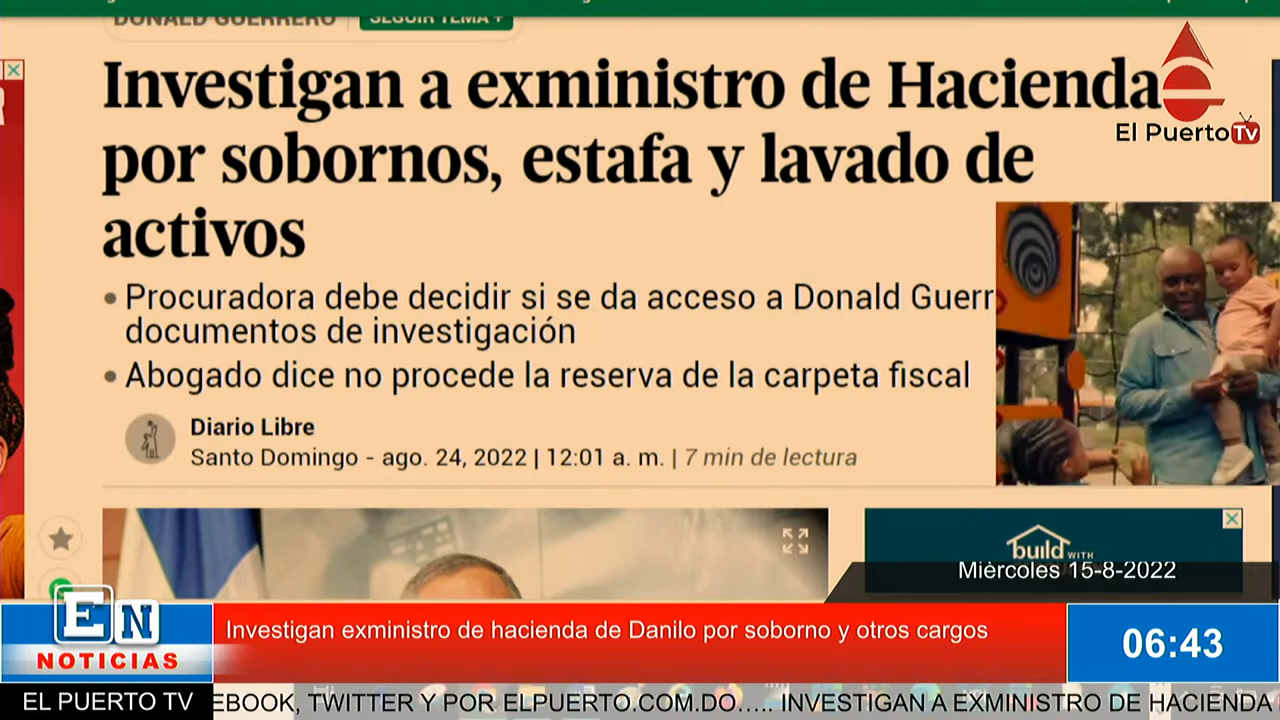 DONALD GUERRERO
SEGUIR TEMA +
Investigan a exministro de Hacienda
por sobornos, estafa y lavado de
activos
• Procuradora debe decidir si se da acceso a Donald Guerr
documentos de investigación
• Abogado dice no procede la reserva de la carpeta fiscal
Diario Libre
Santo Domingo - ago. 24, 2022 | 12:01 a. m. | 7 min de lectura
El Puerto Tv
build WITH
Mièrcoles 15-8-2022
EN
NOTICIAS
Investigan exministro de hacienda de Danilo por soborno y otros cargos
06:43
EL PUERTO TV
EBOOK, TWITTER Y POR ELPUERTO.COM.DO..... INVESTIGAN A EXMINISTRO DE HACIENDA